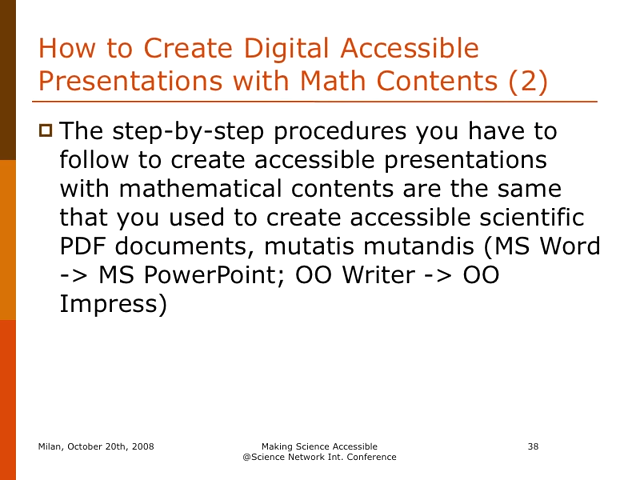 How to Create Digital Accessible
Presentations with Math Contents (2)
The step-by-step procedures you have to
follow to create accessible presentations
with mathematical contents are the same
that you used to create accessible scientific
PDF documents, mutatis mutandis (MS Word
-> MS PowerPoint; OO Writer -> OO
Impress)
Milan, October 20th, 2008
Making Science Accessible
@Science Network Int. Conference
38